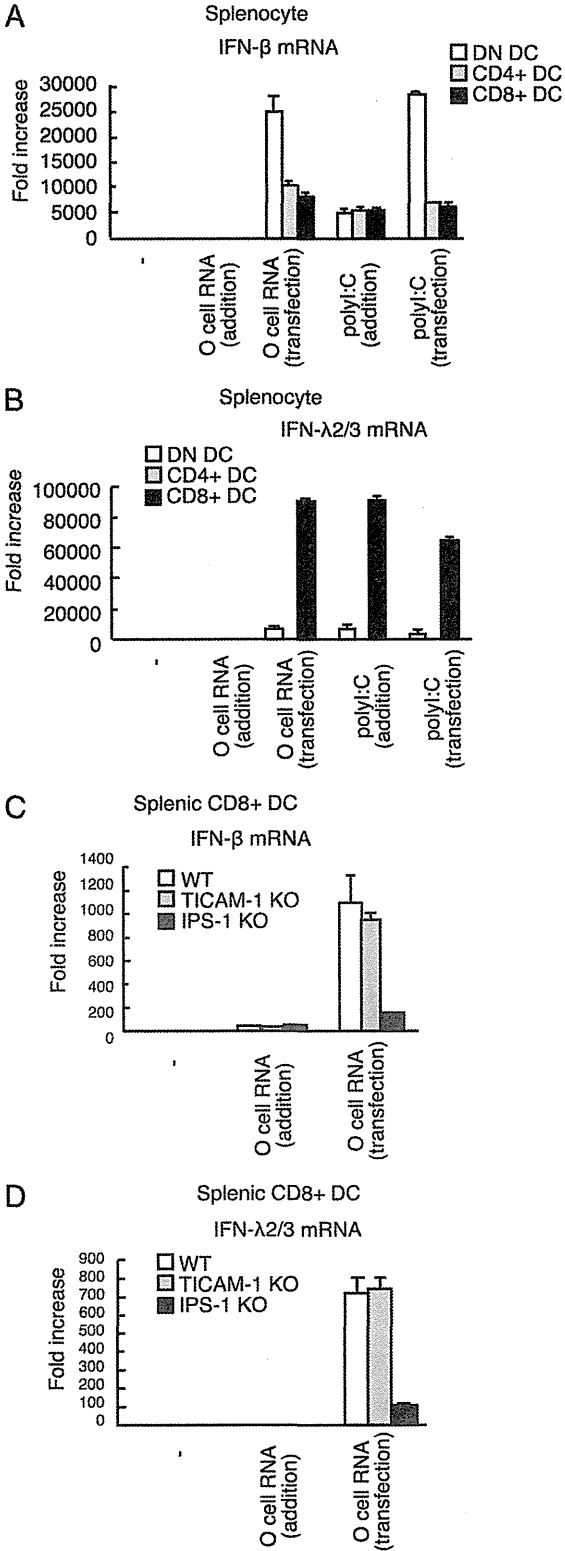 A
Splenocyte
IFN-β mRNA
DN DC
CD4+ DC
CD8+ DC
Fold increase
30000
25000
20000
15000
10000
5000
0
-
O cell RNA
(addition)
O cell RNA
(transfection)
polyI:C
(addition)
polyI:C
(transfection)
B
Splenocyte
IFN-λ2/3 mRNA
DN DC
CD4+ DC
CD8+ DC
Fold increase
100000
80000
60000
40000
20000
0
-
O cell RNA
(addition)
O cell RNA
(transfection)
polyI:C
(addition)
polyI:C
(transfection)
C
Splenic CD8+ DC
IFN-β mRNA
WT
TICAM-1 KO
IPS-1 KO
Fold increase
1400
1200
1000
800
600
400
200
0
-
O cell RNA
(addition)
O cell RNA
(transfection)
D
Splenic CD8+ DC
IFN-λ2/3 mRNA
WT
TICAM-1 KO
IPS-1 KO
Fold increase
900
800
700
600
500
400
300
200
100
0
-
O cell RNA
(addition)
O cell RNA
(transfection)